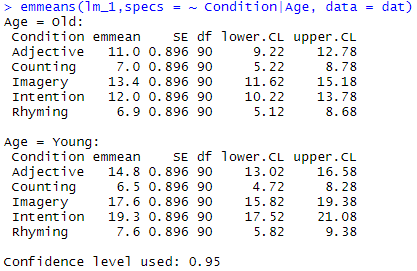 > emmeans(lm_1,specs = ~ Condition|Age, data = dat)
Age = Old:
 Condition emmean    SE df lower.CL upper.CL
 Adjective   11.0 0.896 90     9.22    12.78
 Counting     7.0 0.896 90     5.22     8.78
 Imagery     13.4 0.896 90    11.62    15.18
 Intention   12.0 0.896 90    10.22    13.78
 Rhyming      6.9 0.896 90     5.12     8.68

Age = Young:
 Condition emmean    SE df lower.CL upper.CL
 Adjective   14.8 0.896 90    13.02    16.58
 Counting     6.5 0.896 90     4.72     8.28
 Imagery     17.6 0.896 90    15.82    19.38
 Intention   19.3 0.896 90    17.52    21.08
 Rhyming      7.6 0.896 90     5.82     9.38

Confidence level used: 0.95